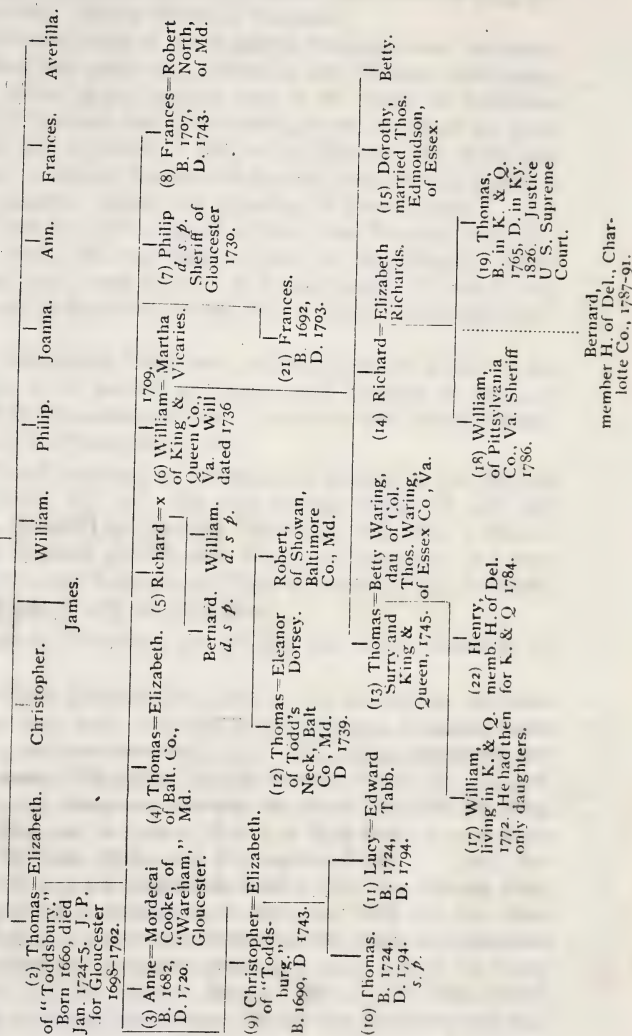 (2) Thomas=Elizabeth.
of "Toddsbury,"
Born 1660, died
Jan. 1724-5, J. P.
for Gloucester
1698-1702.
Christopher.
James.
William.
Philip.
Joanna.
Ann.
Frances.
Averilla.
(3) Anne=Mordecai
B. 1682, Cooke, of
D. 1720. "Wareham,"
Gloucester.
(4) Thomas=Elizabeth.
of Balt. Co.,
Md.
(5) Richard=x
Bernard.
d. s p.
William.
d. s p.
1709.
(6) William=Martha
of King & Vicaries.
Queen Co.,
Va. Will
dated 1736
(7) Philip
d. s p.
Sheriff of
Gloucester
1730.
(8) Frances=Robert
B. 1707, North,
D. 1743. of Md.
(21) Frances.
B. 1692,
D. 1703.
(9) Christopher=Elizabeth.
of "Todds-
burg."
B. 1690, D 1743.
(12) Thomas=Eleanor
of Todd's Dorsey.
Neck, Balt
Co, Md.
D 1739.
Robert,
of Showan,
Baltimore
Co., Md.
(10) Thomas.
B. 1724,
D. 1794.
s. p.
(11) Lucy=Edward
B. 1724, Tabb.
D. 1794.
(13) Thomas=Betty Waring,
Surry and dau of Col.
King & Thos. Waring,
Queen, 1745. of Essex Co, Va.
(14) Richard=Elizabeth
Richards.
(15) Dorothy,
married Thos.
Edmondson,
of Essex.
Betty.
(17) William,
living in K. & Q.
1772. He had then
only daughters.
(22) Henry,
memb. H. of Del.
for K. & Q 1784.
(18) William,
of Pittsylvania
Co., Va. Sheriff
1786.
(19) Thomas,
B. in K. & Q.
1765, D. in Ky.
1826. Justice
U S. Supreme
Court.
Bernard,
member H. of Del., Char-
lotte Co., 1787-91.